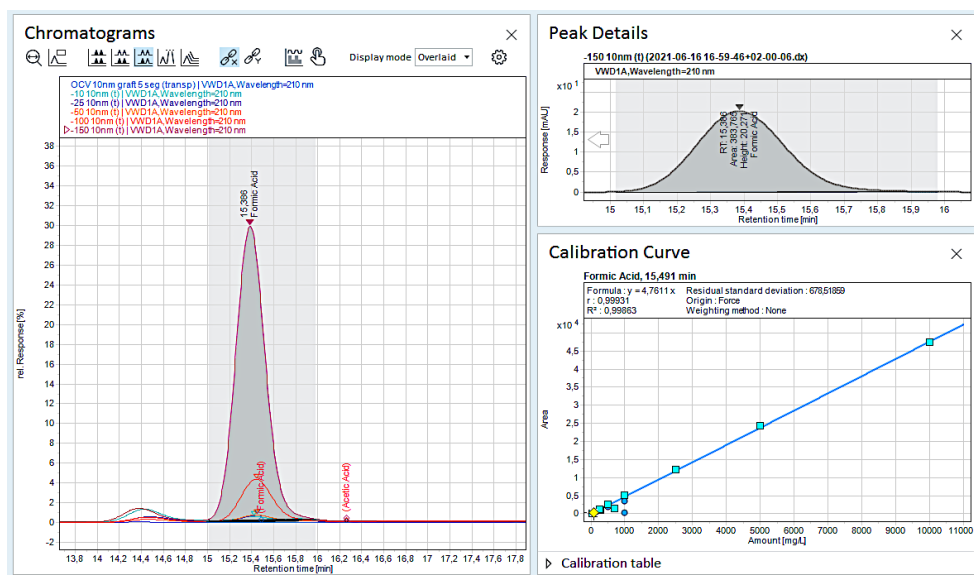 Chromatograms
Display mode Overlaid
OCV 10nm graft 5 seg (transp) | VWD1A,Wavelength=210 nm
-10 10nm (t) | VWD1A,Wavelength=210 nm
-25 10nm (t) | VWD1A,Wavelength=210 nm
-50 10nm (t) | VWD1A,Wavelength=210 nm
-100 10nm (t) | VWD1A,Wavelength=210 nm
-150 10nm (t) | VWD1A,Wavelength=210 nm
rel. Response [%]
38
36
34
32
30
28
26
24
22
20
18
16
14
12
10
8
6
4
2
0
-2
15,386
Formic Acid
(Formic Acid)
(Acetic Acid)
13,8 14 14,2 14,4 14,6 14,8 15 15,2 15,4 15,6 15,8 16 16,2 16,4 16,6 16,8 17 17,2 17,4 17,6 17,8
Retention time [min]
Peak Details
-150 10nm (t) (2021-06-16 16-59-46+02-00-06.dx)
VWD1A,Wavelength=210 nm
x10¹
Response [mAU]
2
1,5
1
0,5
0
RT: 15,386
Area: 383,765
Height: 20,271
Formic Acid
15 15,1 15,2 15,3 15,4 15,5 15,6 15,7 15,8 15,9 16
Retention time [min]
Calibration Curve
Formic Acid, 15,491 min
Formula : y = 4,7611 x Residual standard deviation : 678,51859
r : 0,99931 Origin : Force
R² : 0,99863 Weighting method : None
x10⁴
Area
4,5
4
3,5
3
2,5
2
1,5
1
0,5
0
0 1000 2000 3000 4000 5000 6000 7000 8000 9000 10000 11000
Amount [mg/L]
Calibration table